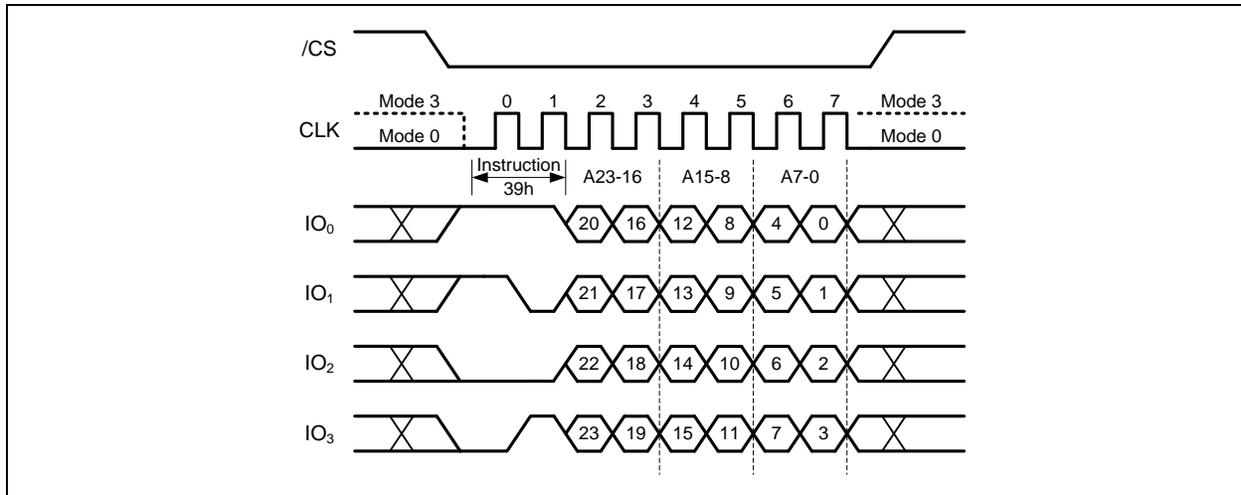 /CS
Mode 3 0 1 2 3 4 5 6 7 Mode 3
CLK
Mode 0 Mode 0
Instruction
39h
A23-16 A15-8 A7-0
IO₀ 20 16 12 8 4 0
IO₁ 21 17 13 9 5 1
IO₂ 22 18 14 10 6 2
IO₃ 23 19 15 11 7 3